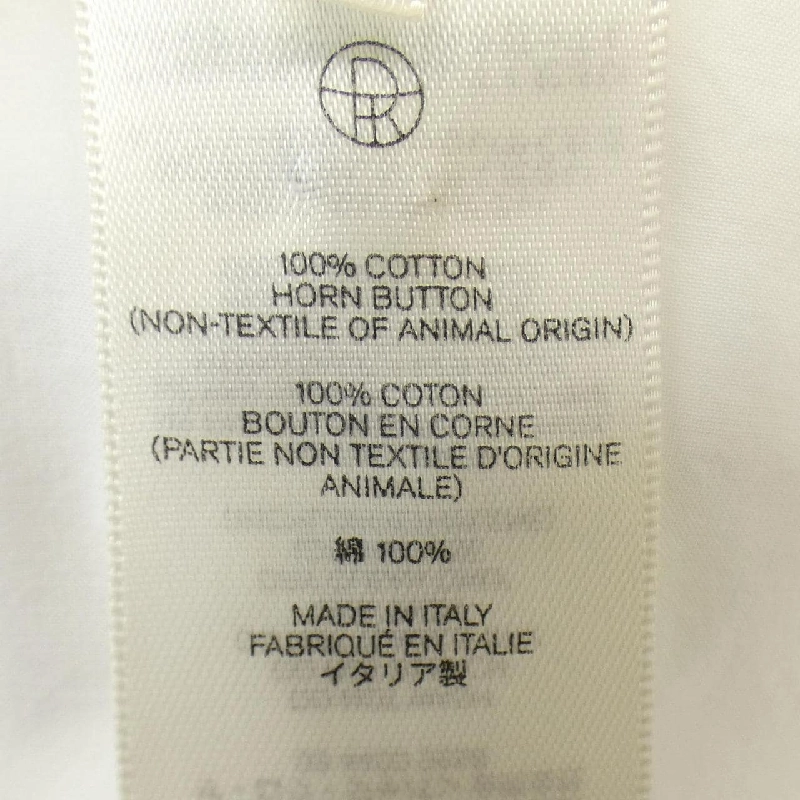 100% COTTON
HORN BUTTON
(NON-TEXTILE OF ANIMAL ORIGIN)
100% COTON
BOUTON EN CORNE
(PARTIE NON TEXTILE D'ORIGINE
ANIMALE)
綿 100%
MADE IN ITALY
FABRIQUÉ EN ITALIE
イタリア製